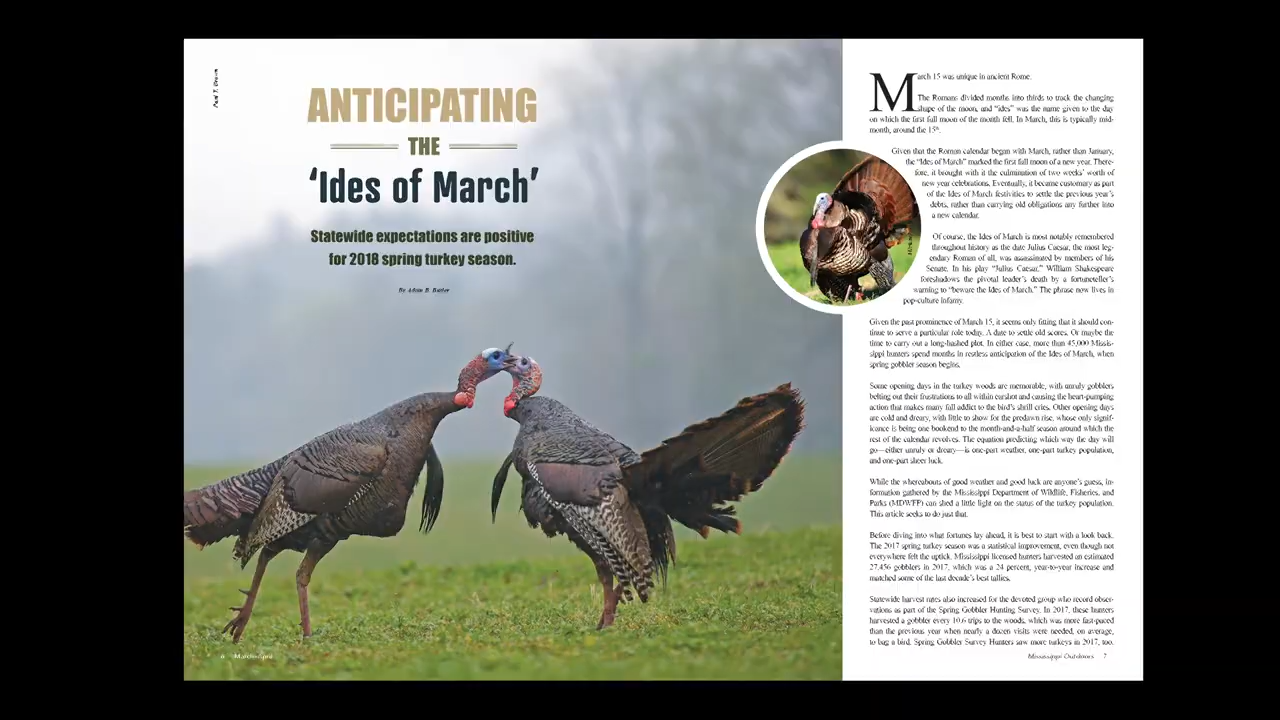 ANTICIPATING
THE
‘Ides of March’
Statewide expectations are positive
for 2018 spring turkey season.
By Adam B. Butler
March 15 was unique in ancient Rome.
The Romans divided months into thirds to track the changing
shape of the moon, and “ides” was the name given to the day
on which the first full moon of the month fell. In March, this is typically mid-
month, around the 15th.
Given that the Roman calendar began with March, rather than January,
the “Ides of March” marked the first full moon of a new year. There-
fore, it brought with it the culmination of two weeks’ worth of
new year celebrations. Eventually, it became customary as part
of the Ides of March festivities to settle the previous year’s
debts, rather than carrying old obligations any further into
a new calendar.
Of course, the Ides of March is most notably remembered
throughout history as the date Julius Caesar, the most leg-
endary Roman of all, was assassinated by members of his
Senate. In his play “Julius Caesar,” William Shakespeare
foreshadows the pivotal leader’s death by a fortuneteller’s
warning to “beware the Ides of March.” The phrase now lives in
pop-culture infamy.
Given the past prominence of March 15, it seems only fitting that it should con-
tinue to serve a particular role today. A date to settle old scores. Or maybe the
time to carry out a long-hashed plot. In either case, more than 45,000 Missis-
sippi hunters spend months in restless anticipation of the Ides of March, when
spring gobbler season begins.
Some opening days in the turkey woods are memorable, with unruly gobblers
belting out their frustrations to all within earshot and causing the heart-pumping
action that makes many fall addict to the bird’s shrill cries. Other opening days
are cold and dreary, with little to show for the predawn rise, whose only signif-
icance is being one bookend to the month-and-a-half season around which the
rest of the calendar revolves. The equation predicting which way the day will
go—either unruly or dreary—is one-part weather, one-part turkey population,
and one-part sheer luck.
While the whereabouts of good weather and good luck are anyone’s guess, in-
formation gathered by the Mississippi Department of Wildlife, Fisheries, and
Parks (MDWFP) can shed a little light on the status of the turkey population.
This article seeks to do just that.
Before diving into what fortunes lay ahead, it is best to start with a look back.
The 2017 spring turkey season was a statistical improvement, even though not
everywhere felt the uptick. Mississippi licensed hunters harvested an estimated
27,456 gobblers in 2017, which was a 24 percent, year-to-year increase and
matched some of the last decade’s best tallies.
Statewide harvest rates also increased for the devoted group who record obser-
vations as part of the Spring Gobbler Hunting Survey. In 2017, these hunters
harvested a gobbler every 10.6 trips to the woods, which was more fast-paced
than the previous year when nearly a dozen visits were needed, on average,
to bag a bird. Spring Gobbler Survey Hunters saw more turkeys in 2017, too.
6 March/April
Mississippi Outdoors 7